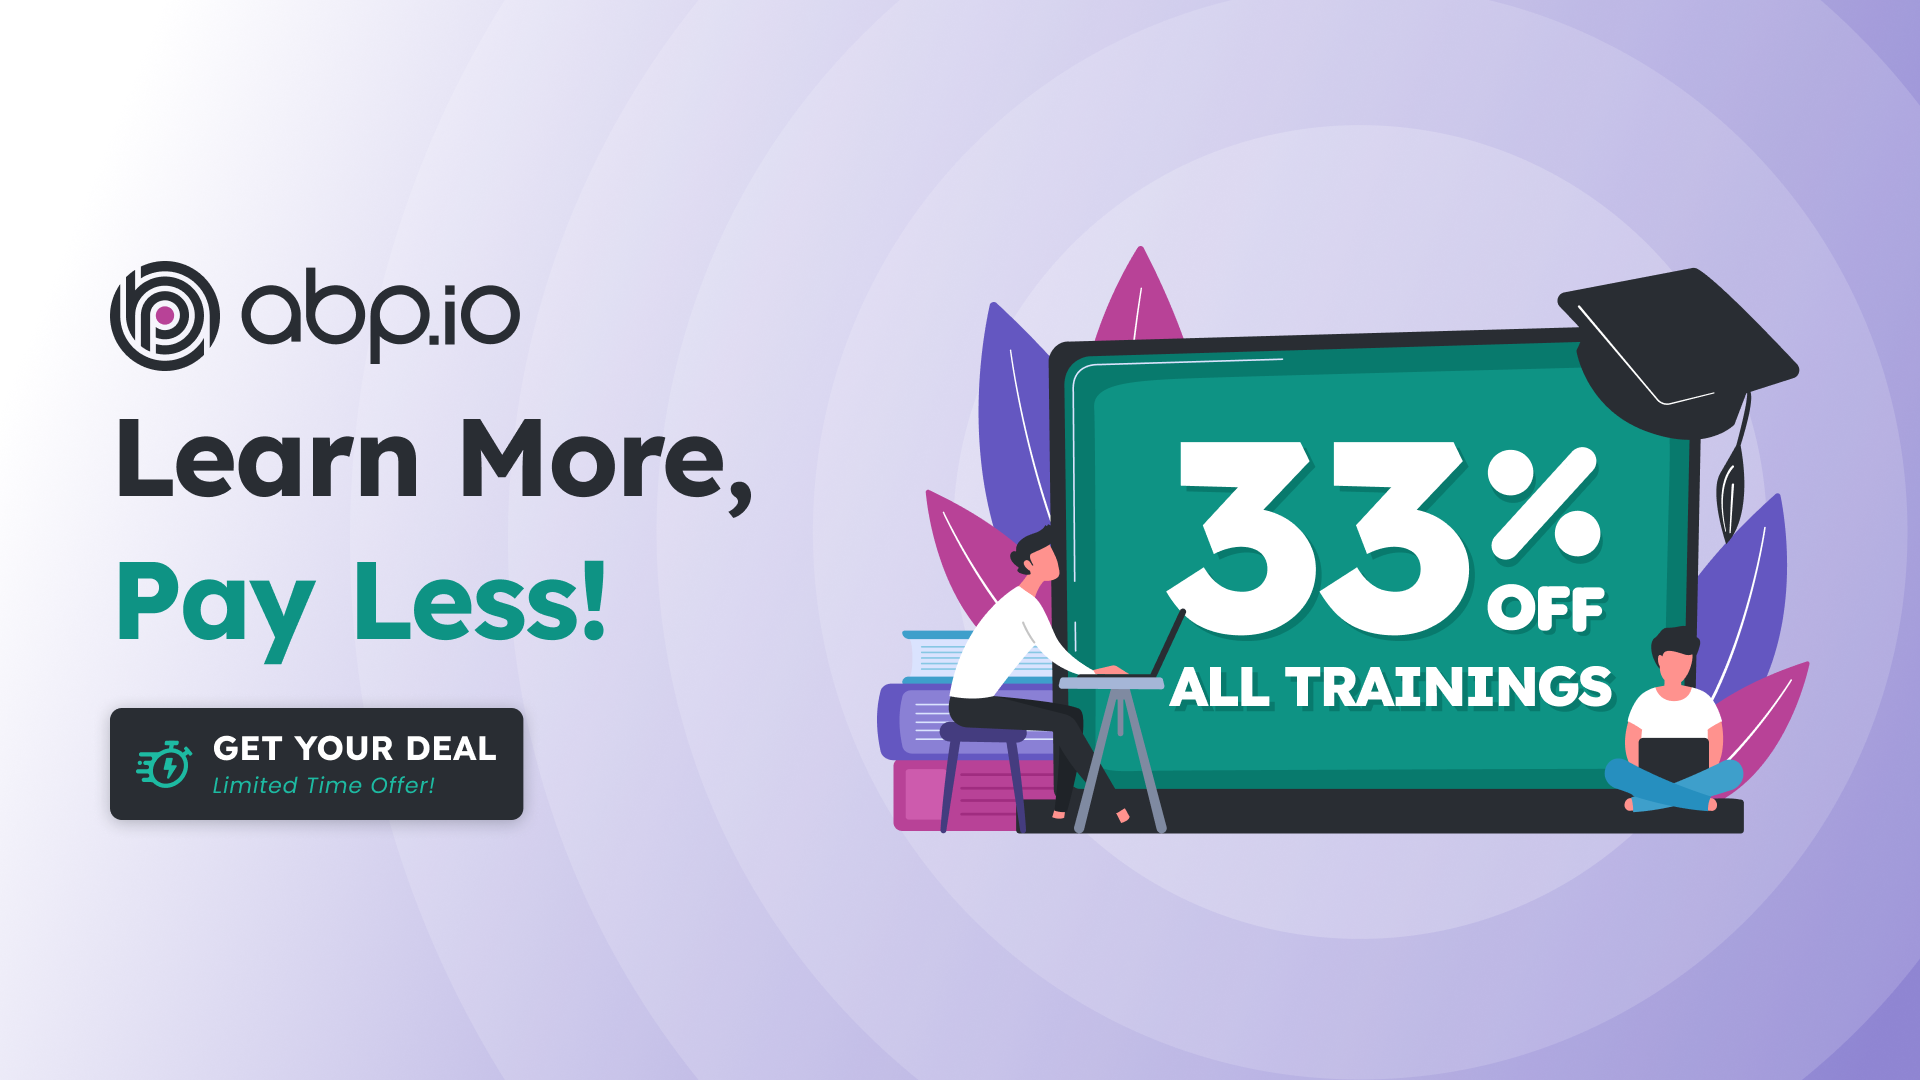 abp.io
Learn More,
Pay Less!
GET YOUR DEAL
Limited Time Offer!
33%
OFF
ALL TRAININGS